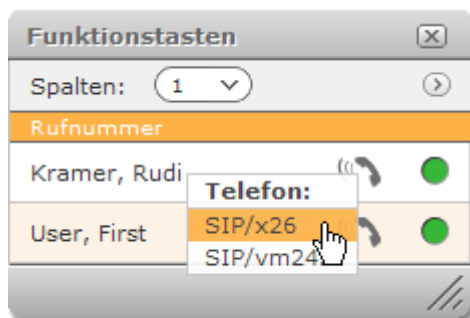 Funktionstasten
Spalten: 1
Rufnummer
Kramer, Rudi
Telefon:
User, First
SIP/x26
SIP/vm24